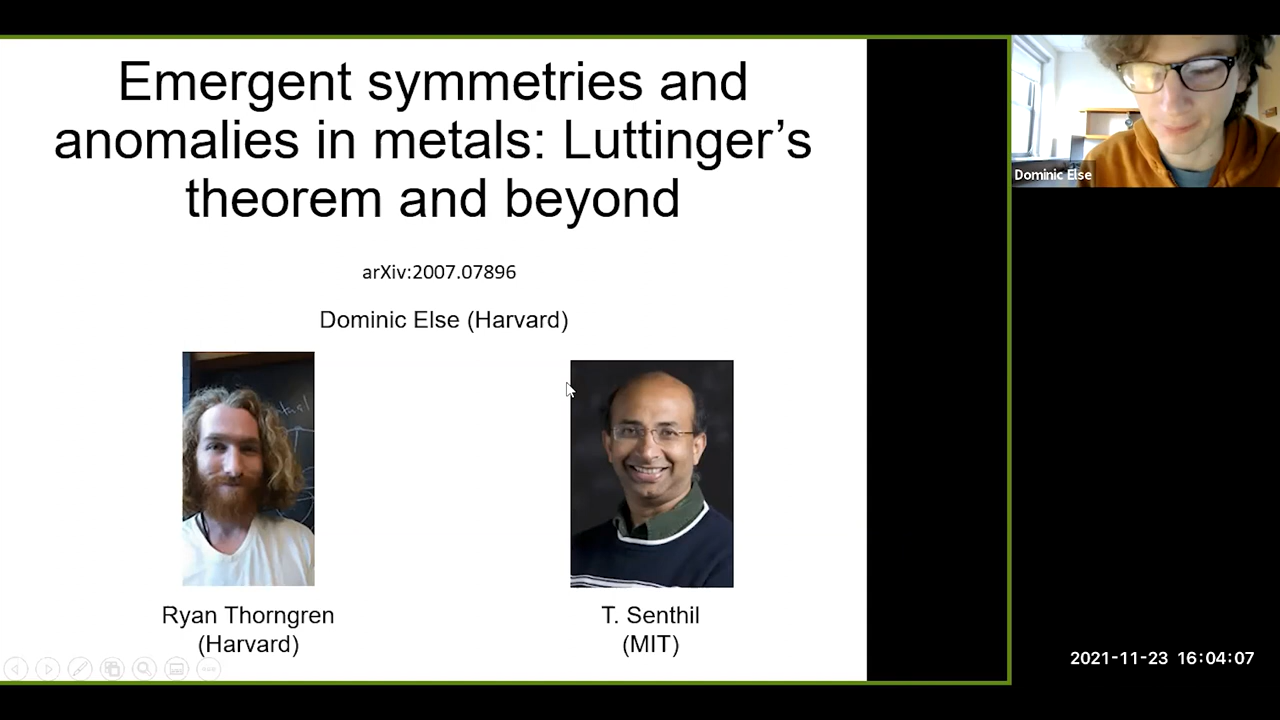 Emergent symmetries and
anomalies in metals: Luttinger’s
theorem and beyond
arXiv:2007.07896
Dominic Else (Harvard)
Ryan Thorngren
(Harvard)
T. Senthil
(MIT)
Dominic Else
2021-11-23 16:04:07